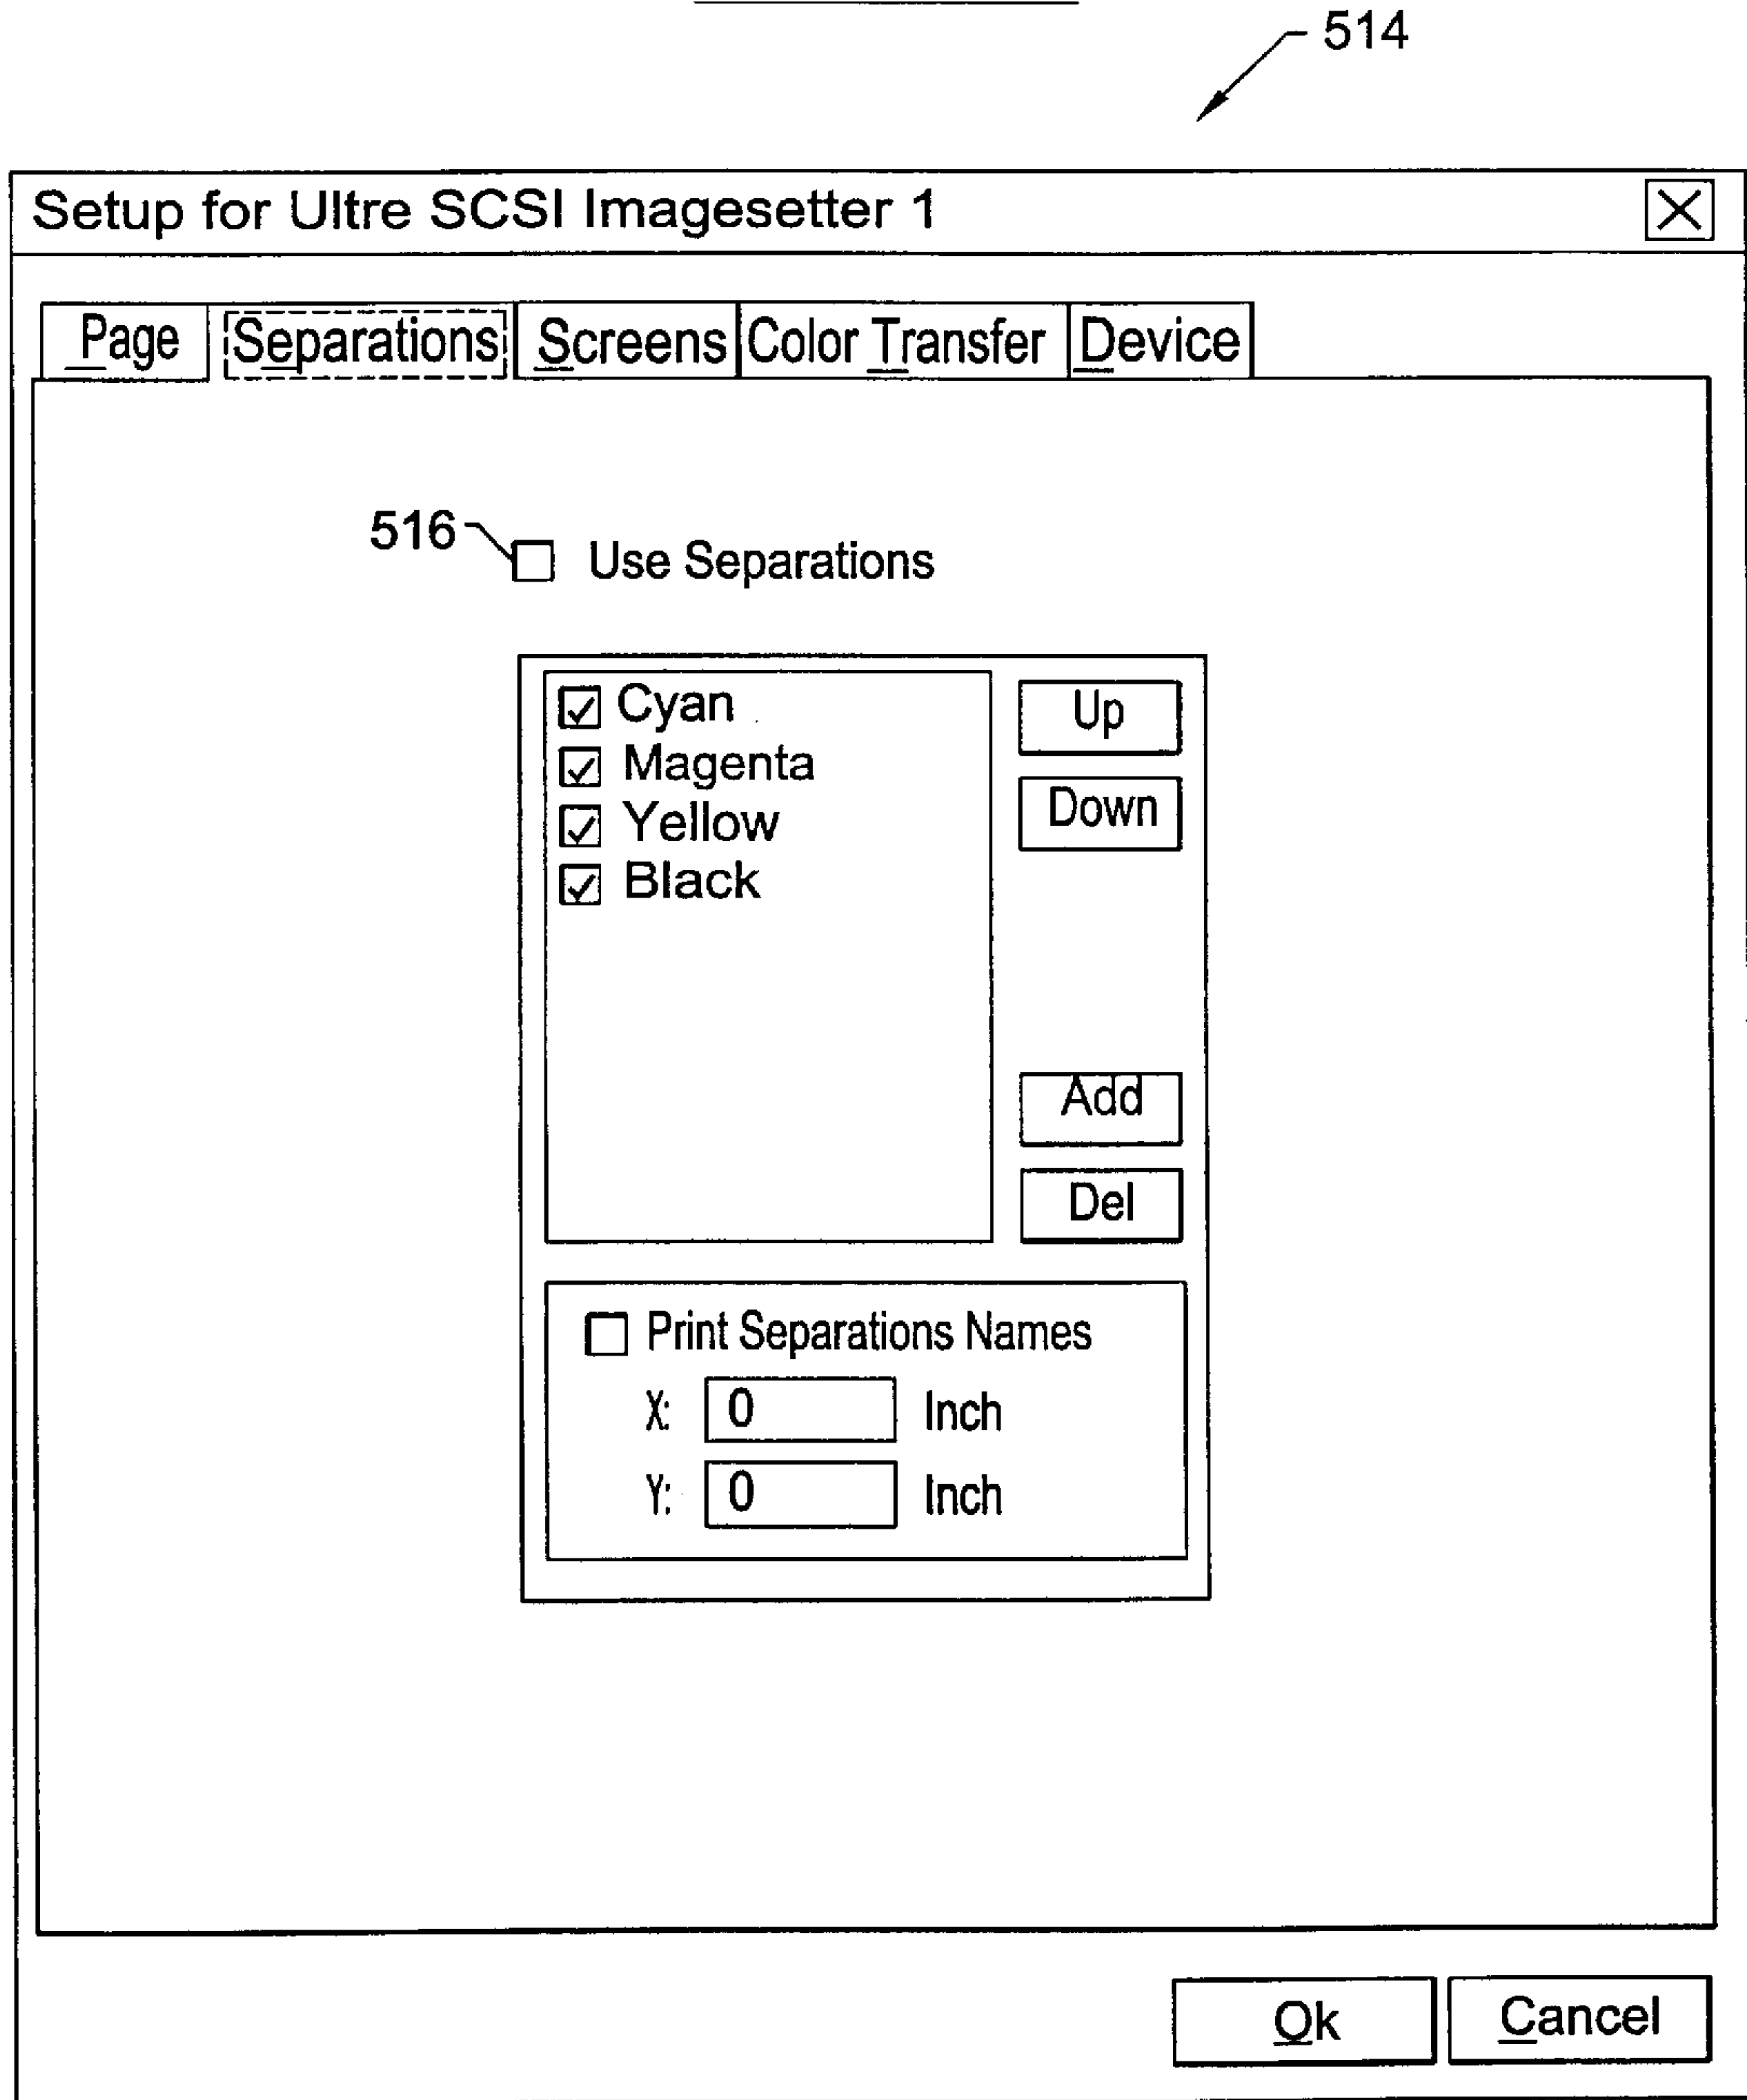 514
Setup for Ultre SCSI Imagesetter 1
Page Separations Screens Color Transfer Device
516 Use Separations
Cyan
Magenta
Yellow
Black
Up
Down
Add
Del
Print Separations Names
X: 0 Inch
Y: 0 Inch
Ok Cancel